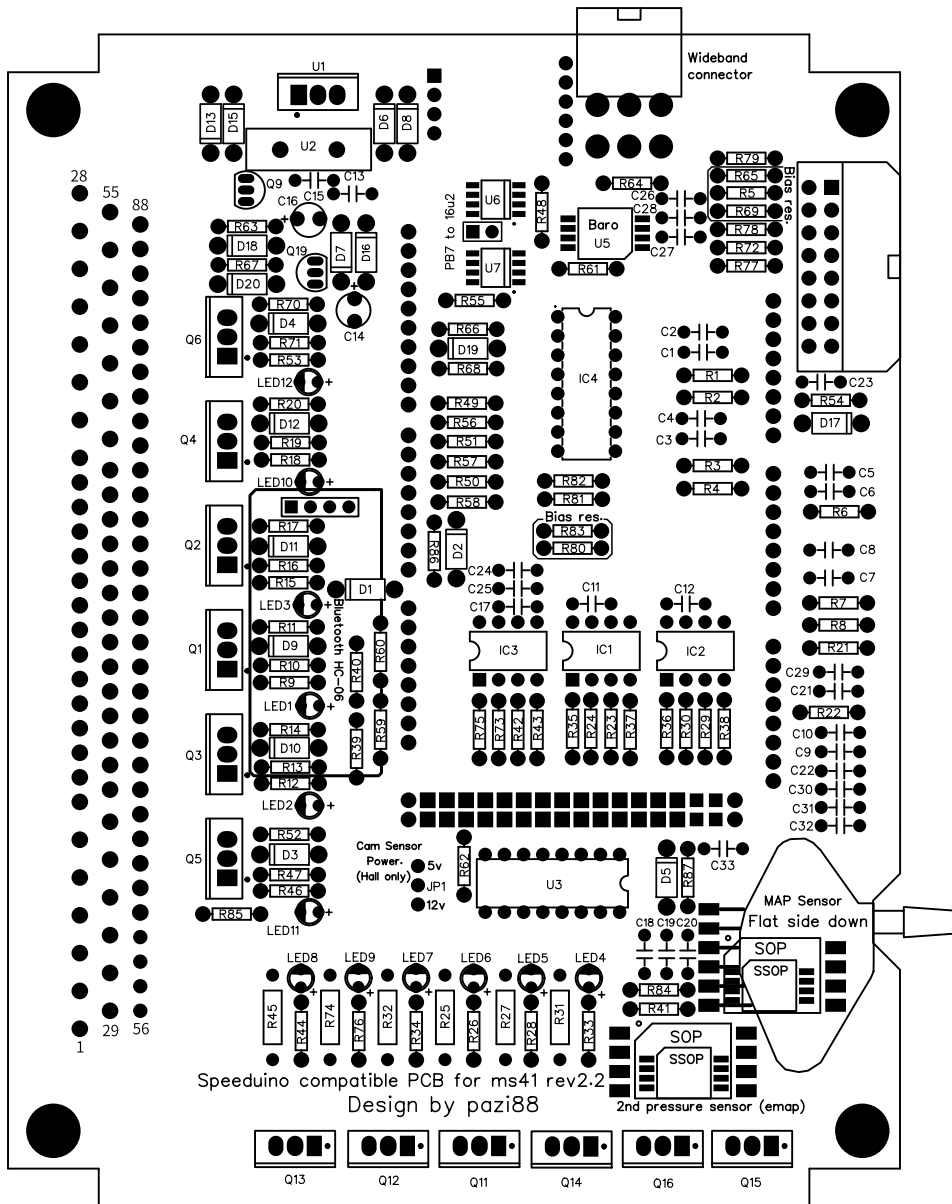 U1
Wideband
connector
D13
D15
D6
D8
U2
R79
R65
R5
R69
R78
R72
R77
Bias res.
28
55
88
Q9
C13
C15
C16
U6
PB7 to 16u2
U7
R48
R64
C26
C28
C27
Baro
U5
R61
R63
D18
R67
D20
Q19
D7
D16
C14
R55
Q6
R70
D4
R71
R53
LED12
R66
D19
R68
IC4
C2
C1
R1
R2
C4
C3
R3
R4
C23
R54
D17
Q4
R20
D12
R19
R18
LED10
R49
R56
R51
R57
R50
R58
R82
R81
Bias res.
R83
R80
C5
C6
R6
C8
C7
R7
R8
R21
C29
C21
R22
C10
C9
C22
C30
C31
C32
Q2
R17
D11
R16
R15
LED3
D1
Bluetooth HC-06
R86
D2
C24
C25
C17
C11
C12
IC3
IC1
IC2
Q1
R11
D9
R10
R9
LED1
R40
R60
R39
R59
R75
R73
R42
R43
R35
R24
R23
R37
R36
R30
R29
R38
Q3
R14
D10
R13
R12
LED2
Q5
R52
D3
R47
R46
R85
LED11
Cam Sensor
Power.
(Hall only)
5v
JP1
12v
R62
U3
D5
R87
C33
MAP Sensor
Flat side down
SOP
SSOP
C18
C19
C20
R84
R41
SOP
SSOP
2nd pressure sensor (emap)
1
29
56
LED8
LED9
LED7
LED6
LED5
LED4
R45
R44
R74
R76
R32
R34
R25
R26
R27
R28
R31
R33
Speeduino compatible PCB for ms41 rev2.2
Design by pazi88
Q13
Q12
Q11
Q14
Q16
Q15